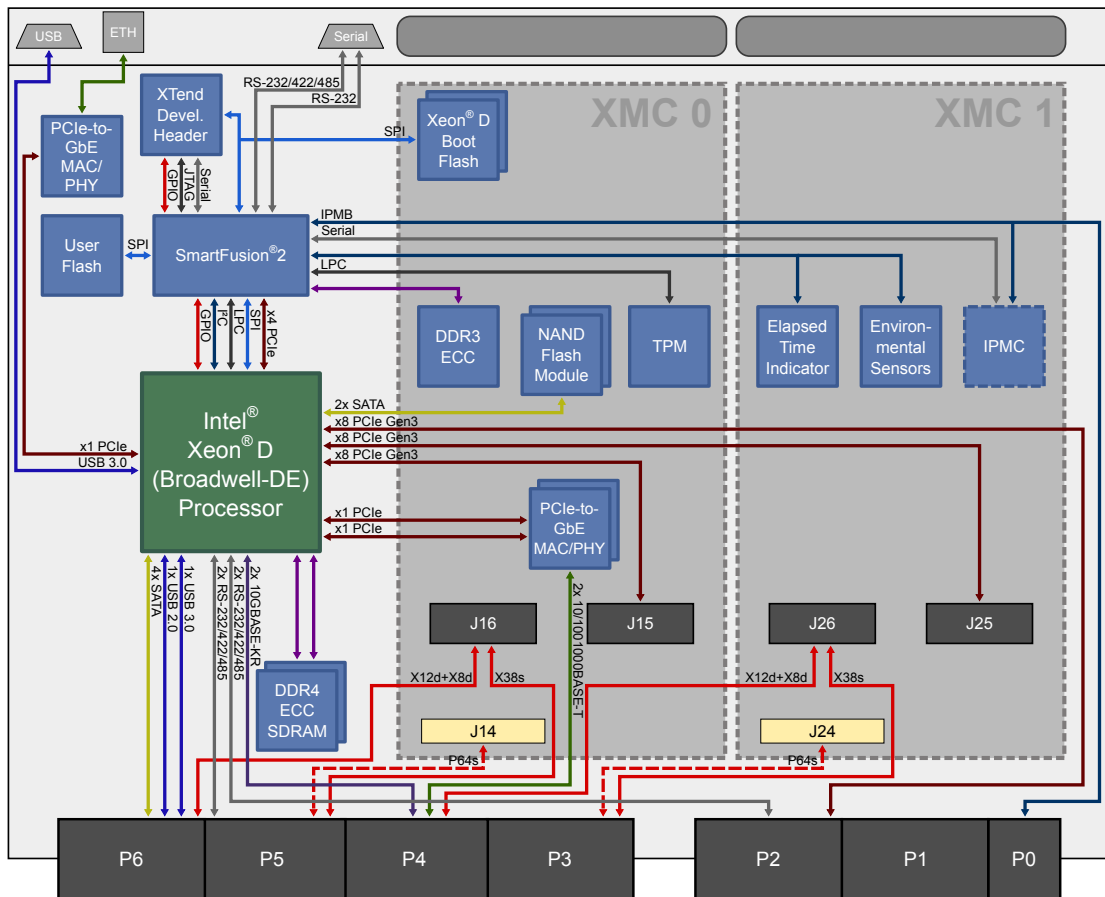 USB
ETH
Serial
RS-232/422/485
RS-232
XMC 0
XMC 1
XTend
Devel.
Header
PCIe-to-
GbE
MAC/
PHY
SPI
Xeon® D
Boot
Flash
GPIO
JTAG
Serial
IPMB
Serial
User
Flash
SPI
SmartFusion®2
LPC
GPIO
I²C
LPC
SPI
x4 PCIe
DDR3
ECC
NAND
Flash
Module
TPM
Elapsed
Time
Indicator
Environ-
mental
Sensors
IPMC
Intel®
Xeon® D
(Broadwell-DE)
Processor
2x SATA
x8 PCIe Gen3
x8 PCIe Gen3
x8 PCIe Gen3
x1 PCIe
USB 3.0
x1 PCIe
x1 PCIe
PCIe-to-
GbE
MAC/PHY
4x SATA
1x USB 2.0
1x USB 3.0
2x RS-232/422/485
2x RS-232/422/485
2x 10GBASE-KR
2x 10/1001000BASE-T
J16
J15
J26
J25
DDR4
ECC
SDRAM
X12d+X8d
X38s
X12d+X8d
X38s
J14
J24
P64s
P64s
P6
P5
P4
P3
P2
P1
P0